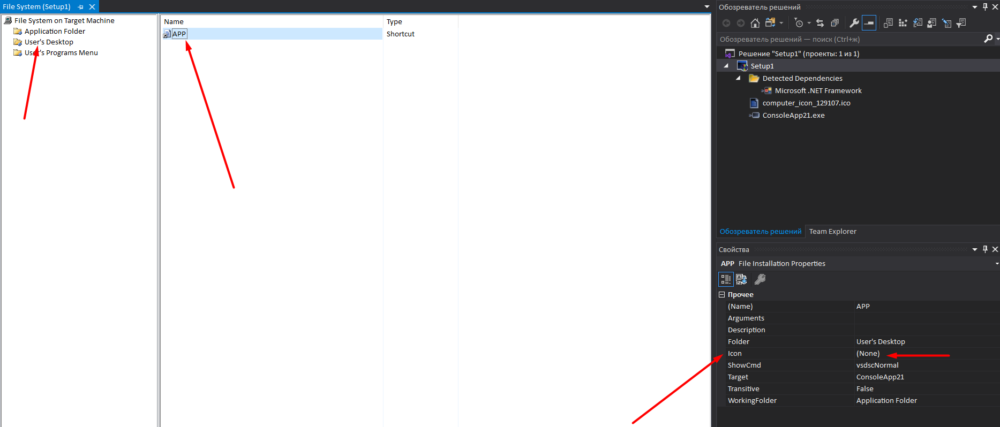 File System (Setup1)
File System on Target Machine
Application Folder
User's Desktop
User's Programs Menu
Name Type
APP Shortcut
Обозреватель решений
Обозреватель решений — поиск (Ctrl+ж)
Решение "Setup1" (проекты: 1 из 1)
Setup1
Detected Dependencies
Microsoft .NET Framework
computer_icon_129107.ico
ConsoleApp21.exe
Обозреватель решений Team Explorer
Свойства
APP File Installation Properties
Прочее
(Name) APP
Arguments
Description
Folder User's Desktop
Icon (None)
ShowCmd vsdscNormal
Target ConsoleApp21
Transitive False
WorkingFolder Application Folder